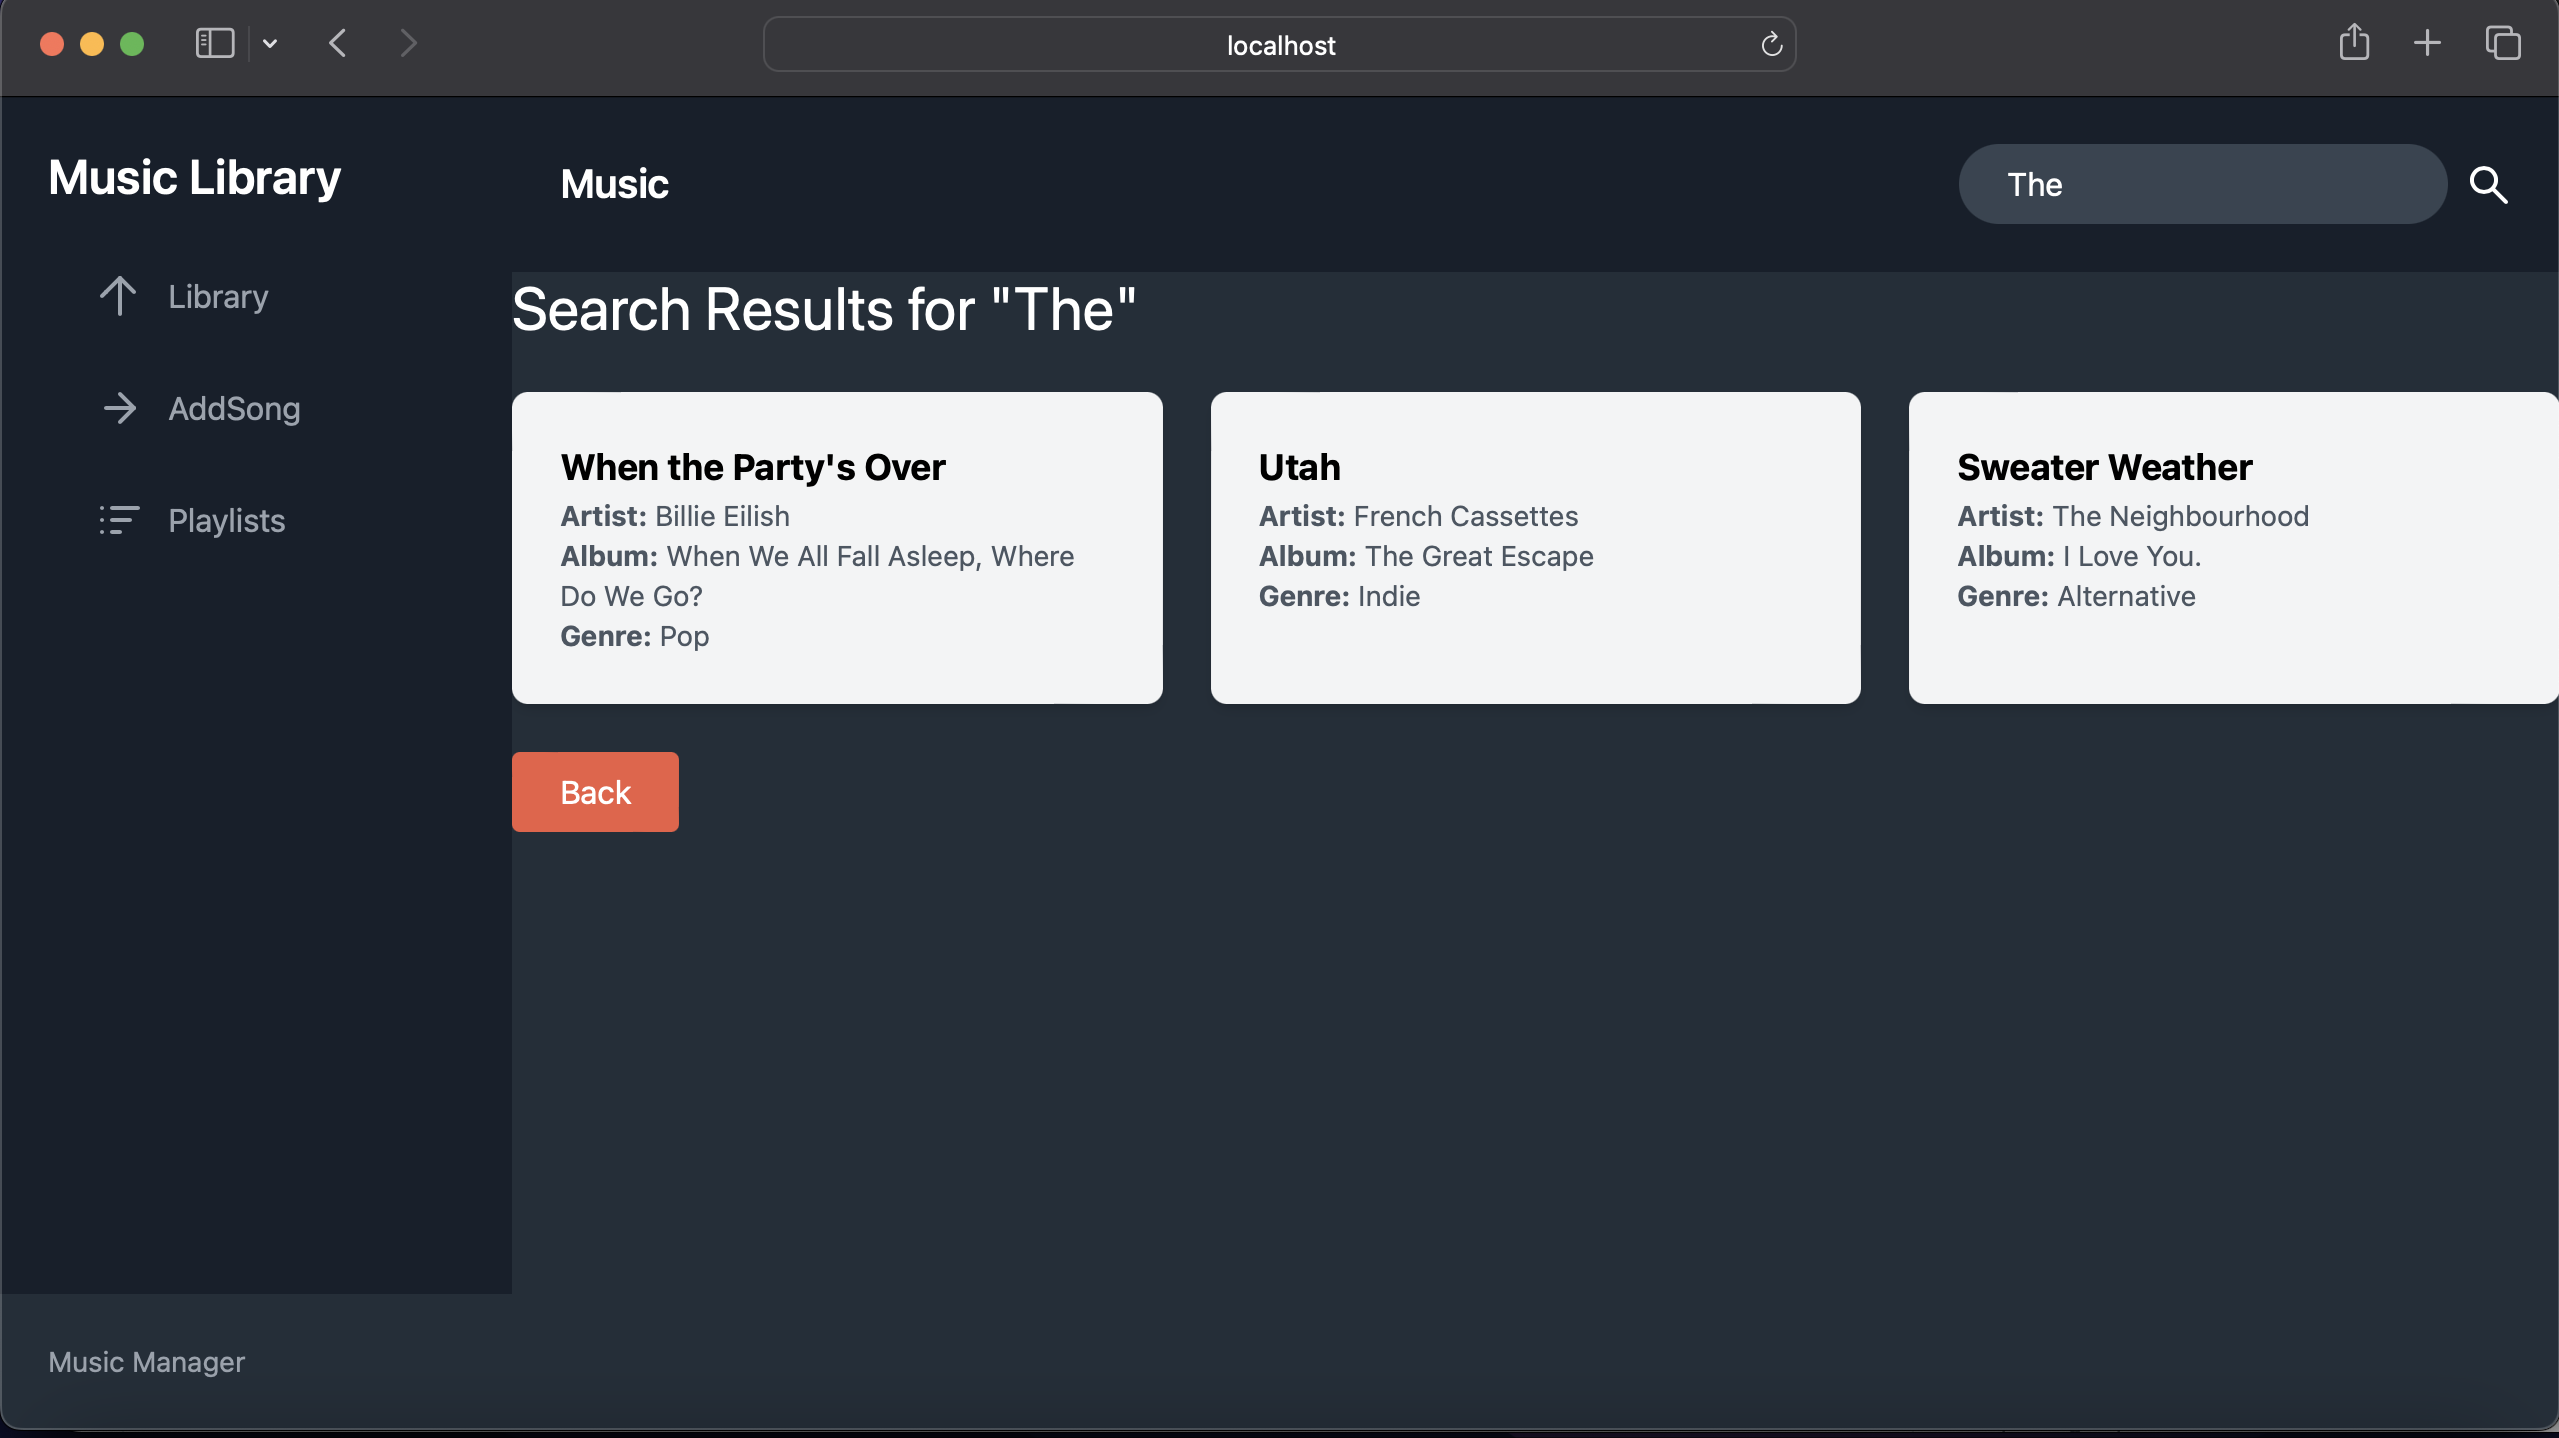 localhost
Music Library
Music
The
Library
AddSong
Playlists
Search Results for "The"
When the Party's Over
Artist: Billie Eilish
Album: When We All Fall Asleep, Where
Do We Go?
Genre: Pop
Utah
Artist: French Cassettes
Album: The Great Escape
Genre: Indie
Sweater Weather
Artist: The Neighbourhood
Album: I Love You.
Genre: Alternative
Back
Music Manager